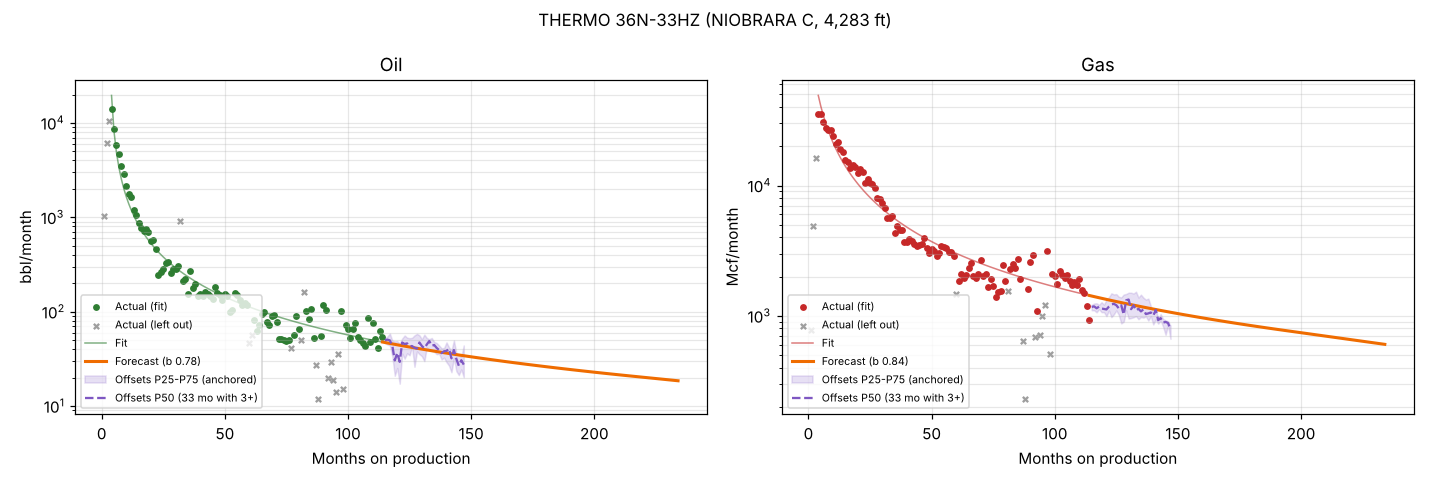 THERMO 36N-33HZ (NIOBRARA C, 4,283 ft)
Oil
bbl/month
10⁴
10³
10²
10¹
Actual (fit)
Actual (left out)
Fit
Forecast (b 0.78)
Offsets P25-P75 (anchored)
Offsets P50 (33 mo with 3+)
0
50
100
150
200
Months on production
Gas
Mcf/month
10⁴
10³
Actual (fit)
Actual (left out)
Fit
Forecast (b 0.84)
Offsets P25-P75 (anchored)
Offsets P50 (33 mo with 3+)
0
50
100
150
200
Months on production